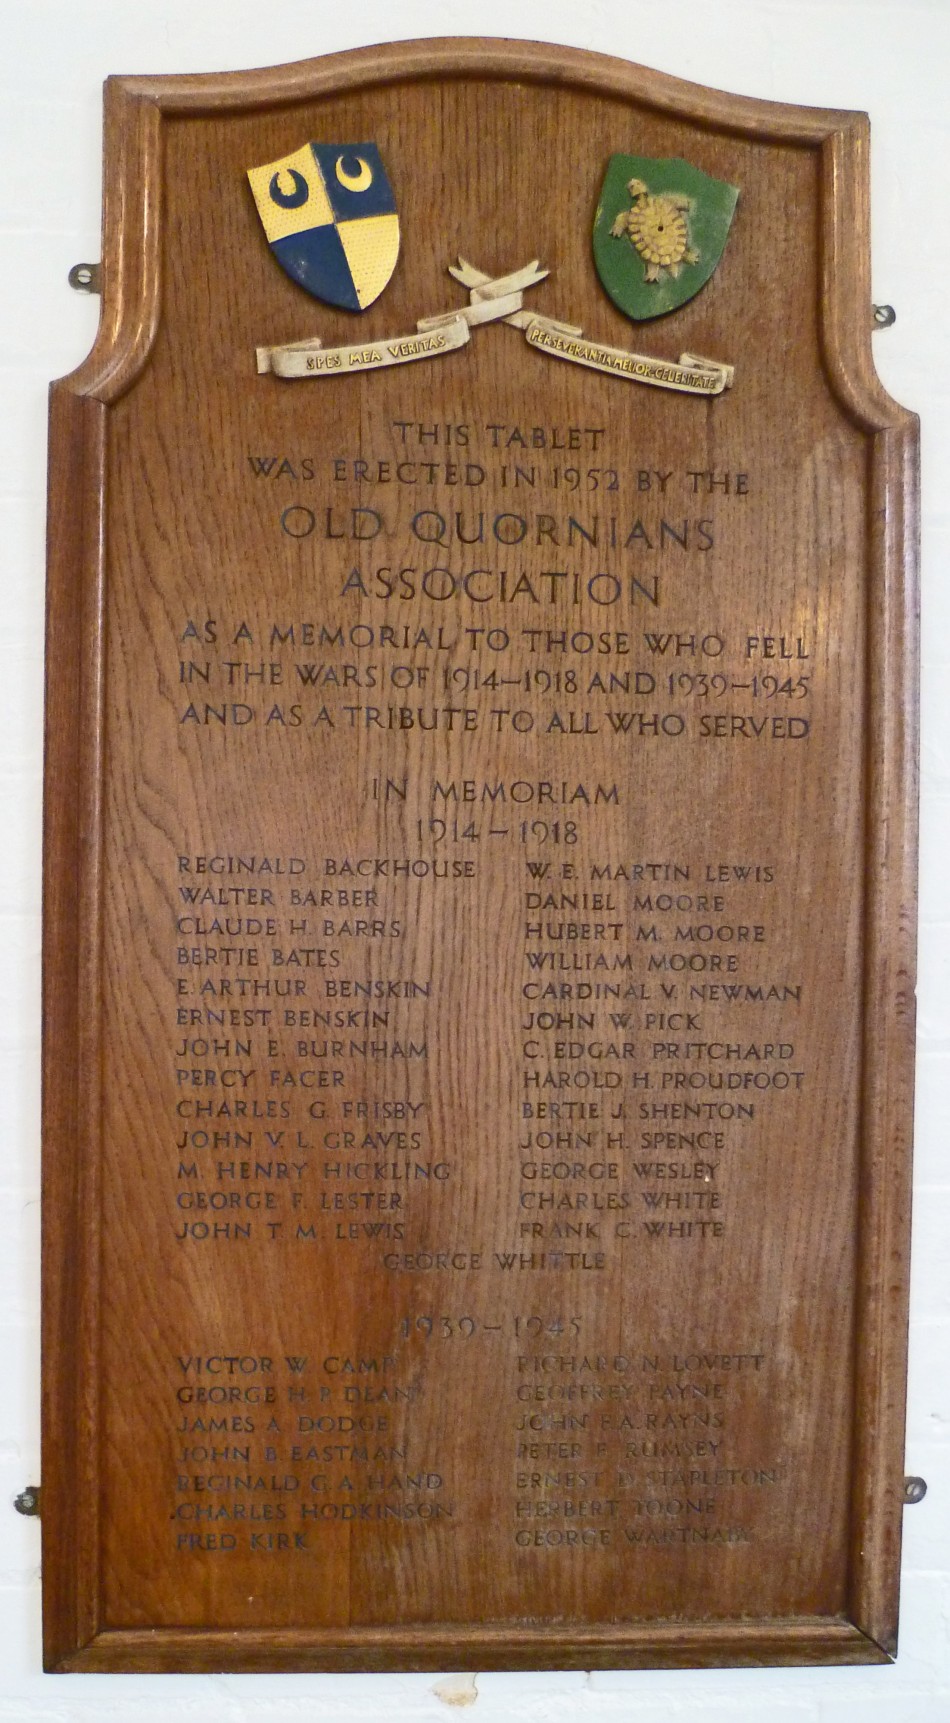 SPES MEA VERITAS
PERSEVERANTIA MELIOR CELERITATE
THIS TABLET
WAS ERECTED IN 1952 BY THE
OLD QUORNIANS
ASSOCIATION
AS A MEMORIAL TO THOSE WHO FELL
IN THE WARS OF 1914–1918 AND 1939–1945
AND AS A TRIBUTE TO ALL WHO SERVED
IN MEMORIAM
1914–1918
REGINALD BACKHOUSE
WALTER BARBER
CLAUDE H. BARRS
BERTIE BATES
E. ARTHUR BENSKIN
ERNEST BENSKIN
JOHN E. BURNHAM
PERCY FACER
CHARLES G. FRISBY
JOHN V. L. GRAVES
M. HENRY HICKLING
GEORGE F. LESTER
JOHN T. M. LEWIS
W. E. MARTIN LEWIS
DANIEL MOORE
HUBERT M. MOORE
WILLIAM MOORE
CARDINAL V. NEWMAN
JOHN W. PICK
C. EDGAR PRITCHARD
HAROLD H. PROUDFOOT
BERTIE J. SHENTON
JOHN H. SPENCE
GEORGE WESLEY
CHARLES WHITE
FRANK C. WHITE
GEORGE WHITTLE
1939–1945
VICTOR W. CAMP
GEORGE H. P. DEAN
JAMES A. DODGE
JOHN B. EASTMAN
REGINALD G. A. HAND
CHARLES HODKINSON
FRED KIRK
RICHARD N. LOVETT
GEOFFREY PAYNE
JOHN E. A. RAYNS
PETER F. RUMSEY
ERNEST D. STAPLETON
HERBERT TOONE
GEORGE WARTNABY